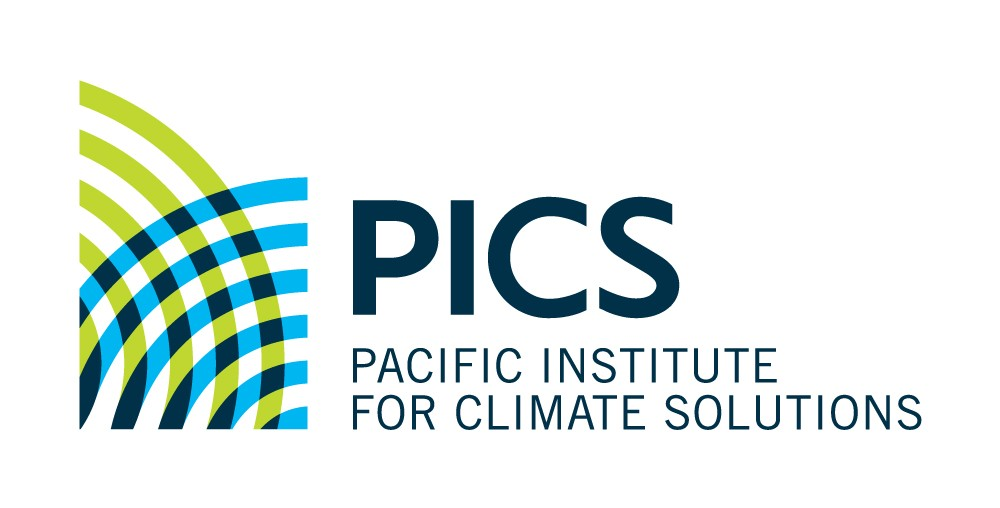 PICS
PACIFIC INSTITUTE
FOR CLIMATE SOLUTIONS